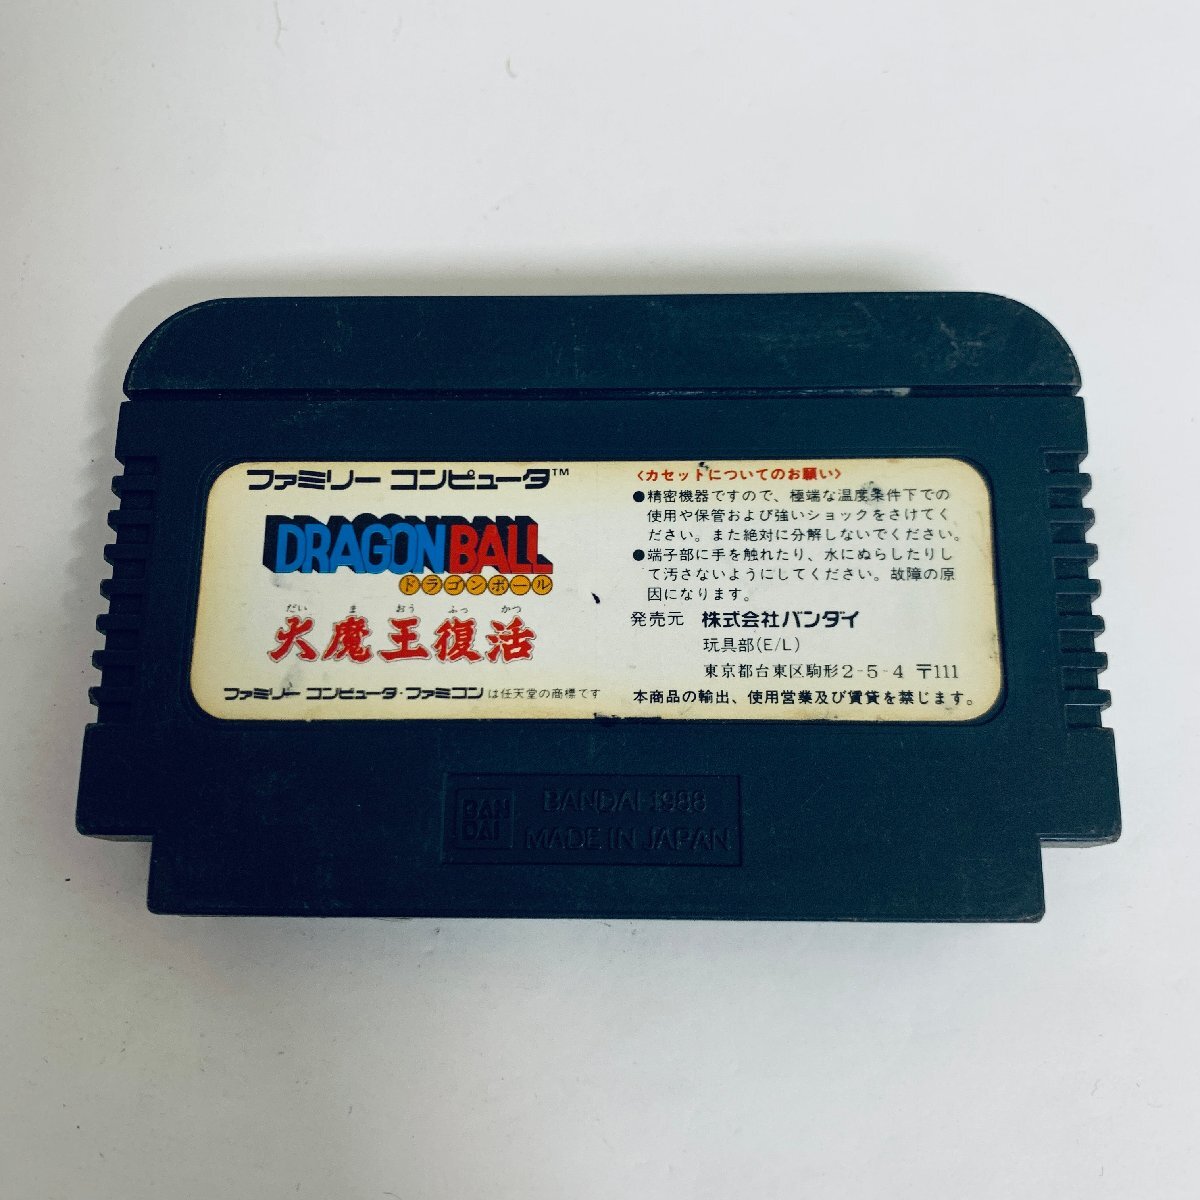 ファミリー コンピュータ™
DRAGON BALL
ドラゴンボール
だい ま おう ふっ かつ
大魔王復活
ファミリー コンピュータ・ファミコン は任天堂の商標です
〈カセットについてのお願い〉
●精密機器ですので、極端な温度条件下での
使用や保管および強いショックをさけてく
ださい。また絶対に分解しないでください。
●端子部に手を触れたり、水にぬらしたりし
て汚さないようにしてください。故障の原
因になります。
発売元 株式会社バンダイ
玩具部(E/L)
東京都台東区駒形2-5-4 〒111
本商品の輸出、使用営業及び賃貸を禁じます。
BAN
DAI
BANDAI 1988
MADE IN JAPAN